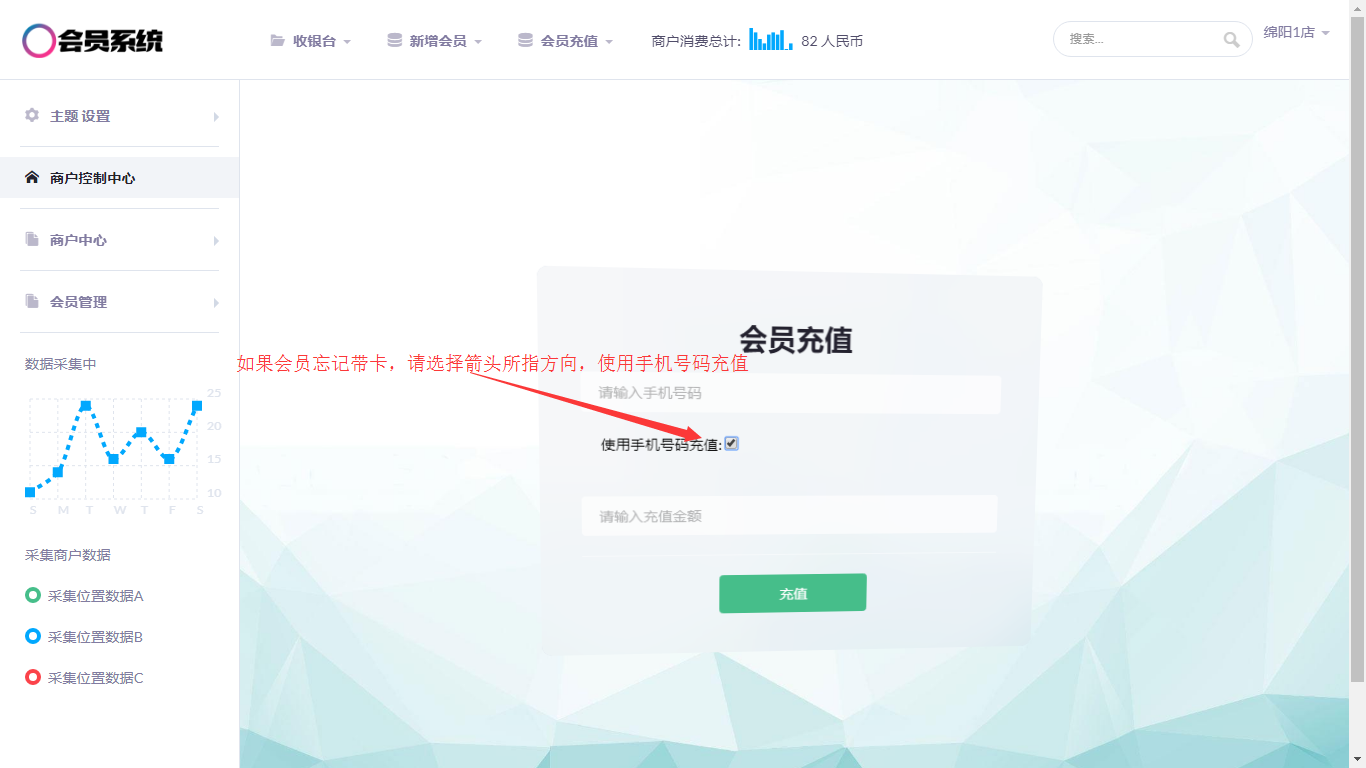 会员系统
收银台
新增会员
会员充值
商户消费总计: 82 人民币
搜索...
绵阳1店
主题 设置
商户控制中心
商户中心
会员管理
数据采集中
25
20
15
10
S M T W T F S
采集商户数据
采集位置数据A
采集位置数据B
采集位置数据C
会员充值
如果会员忘记带卡，请选择箭头所指方向，使用手机号码充值
请输入手机号码
使用手机号码充值:
请输入充值金额
充值